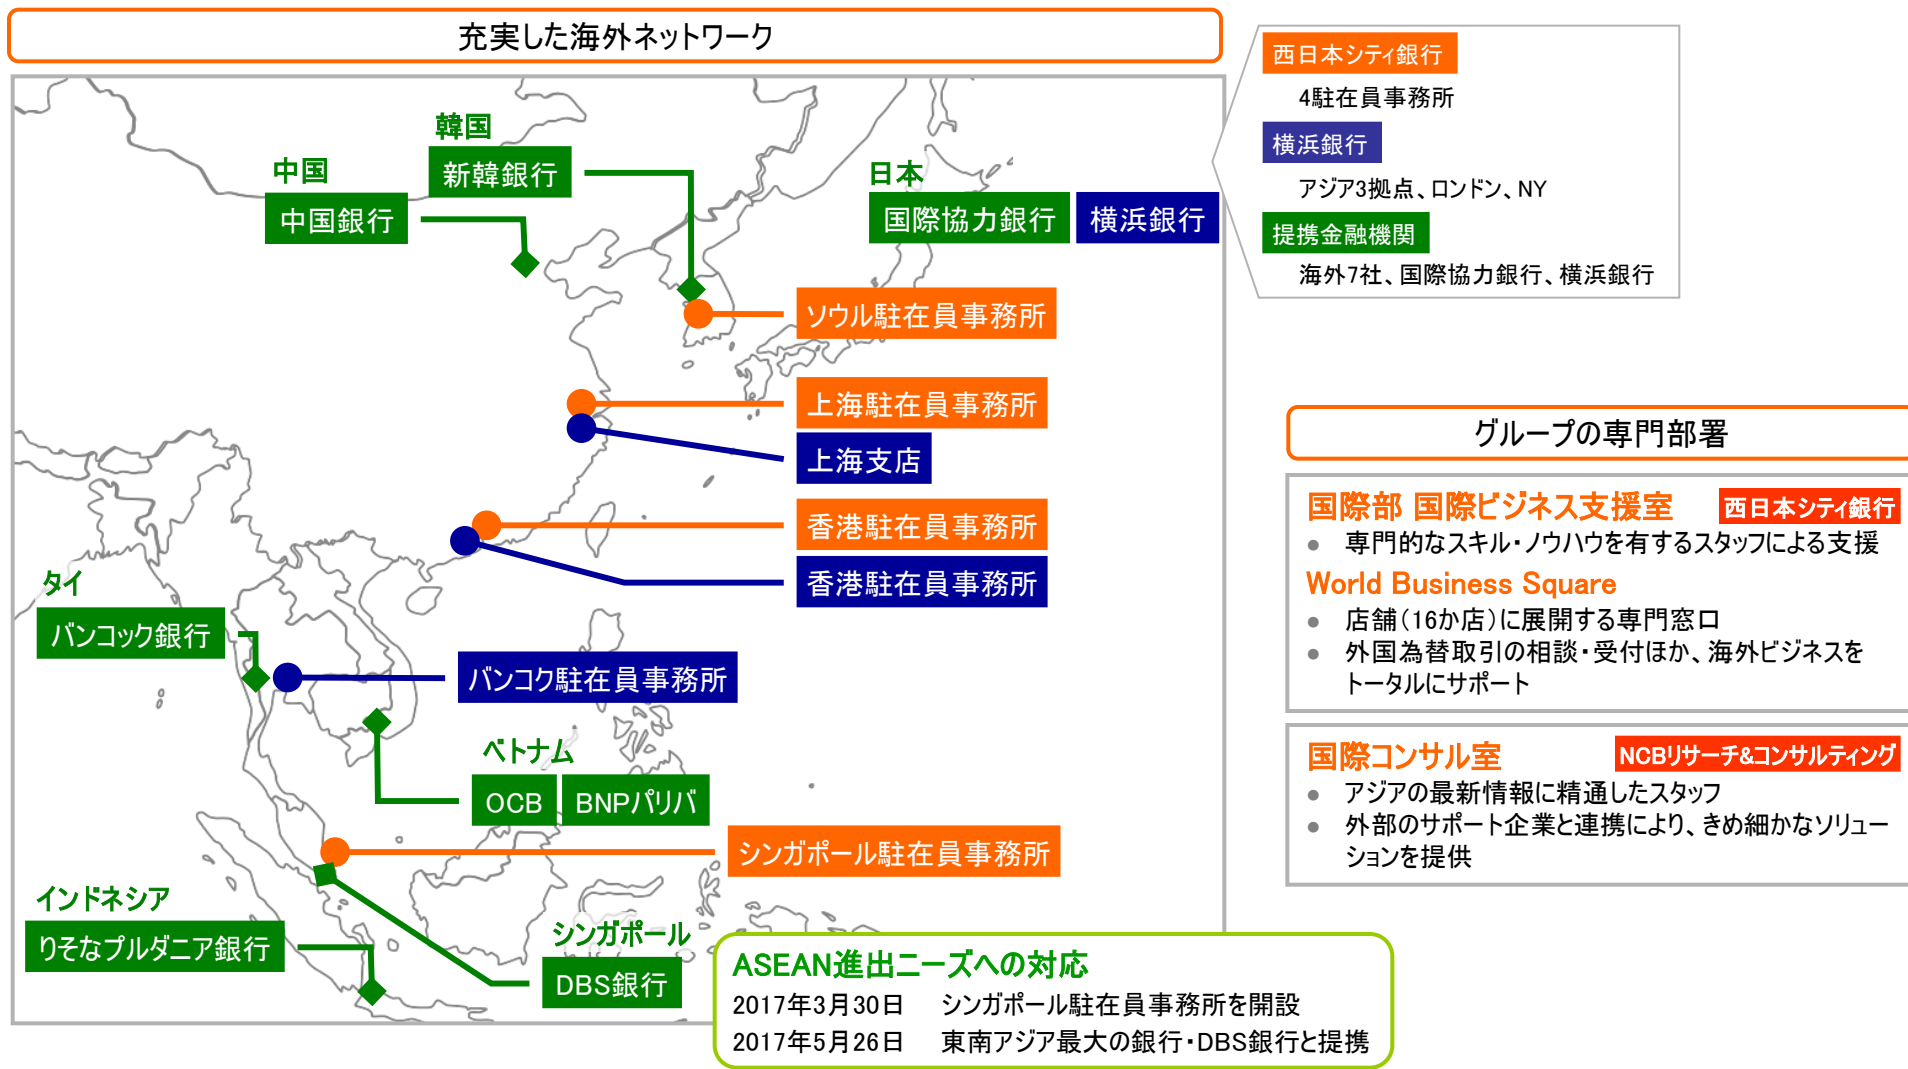 充実した海外ネットワーク
西日本シティ銀行
4駐在員事務所
横浜銀行
アジア3拠点、ロンドン、NY
提携金融機関
海外7社、国際協力銀行、横浜銀行
韓国
新韓銀行
中国
中国銀行
日本
国際協力銀行
横浜銀行
ソウル駐在員事務所
上海駐在員事務所
上海支店
香港駐在員事務所
香港駐在員事務所
タイ
バンコック銀行
バンコク駐在員事務所
ベトナム
OCB
BNPパリバ
シンガポール駐在員事務所
インドネシア
りそなプルダニア銀行
シンガポール
DBS銀行
ASEAN進出ニーズへの対応
2017年3月30日 シンガポール駐在員事務所を開設
2017年5月26日 東南アジア最大の銀行・DBS銀行と提携
グループの専門部署
国際部 国際ビジネス支援室
西日本シティ銀行
● 専門的なスキル・ノウハウを有するスタッフによる支援
World Business Square
● 店舗（16か店）に展開する専門窓口
● 外国為替取引の相談・受付ほか、海外ビジネスを
トータルにサポート
国際コンサル室
NCBリサーチ&コンサルティング
● アジアの最新情報に精通したスタッフ
● 外部のサポート企業と連携により、きめ細かなソリュー
ションを提供